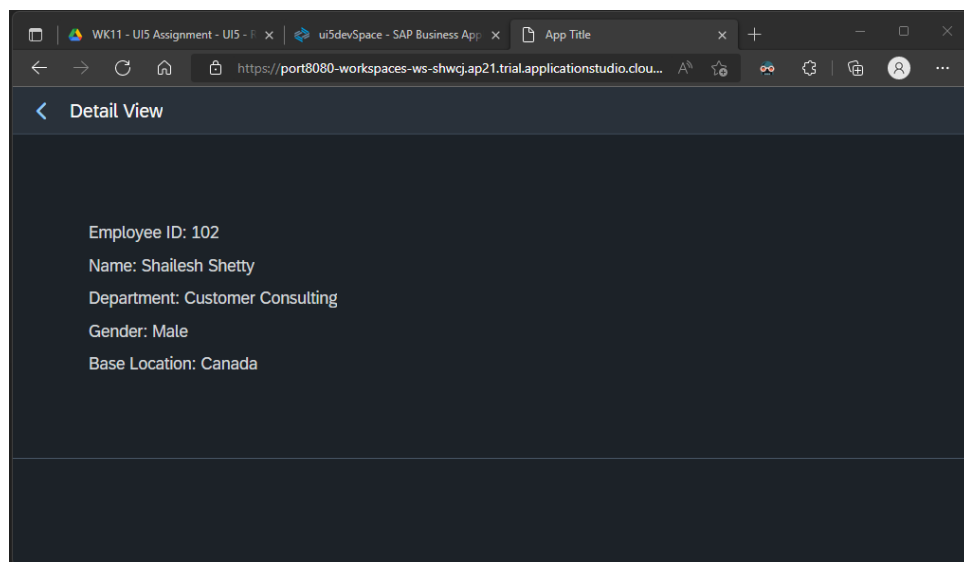 WK11 - UI5 Assignment - UI5 - R
ui5devSpace - SAP Business App
App Title
https://port8080-workspaces-ws-shwcj.ap21.trial.applicationstudio.clou...
Detail View
Employee ID: 102
Name: Shailesh Shetty
Department: Customer Consulting
Gender: Male
Base Location: Canada